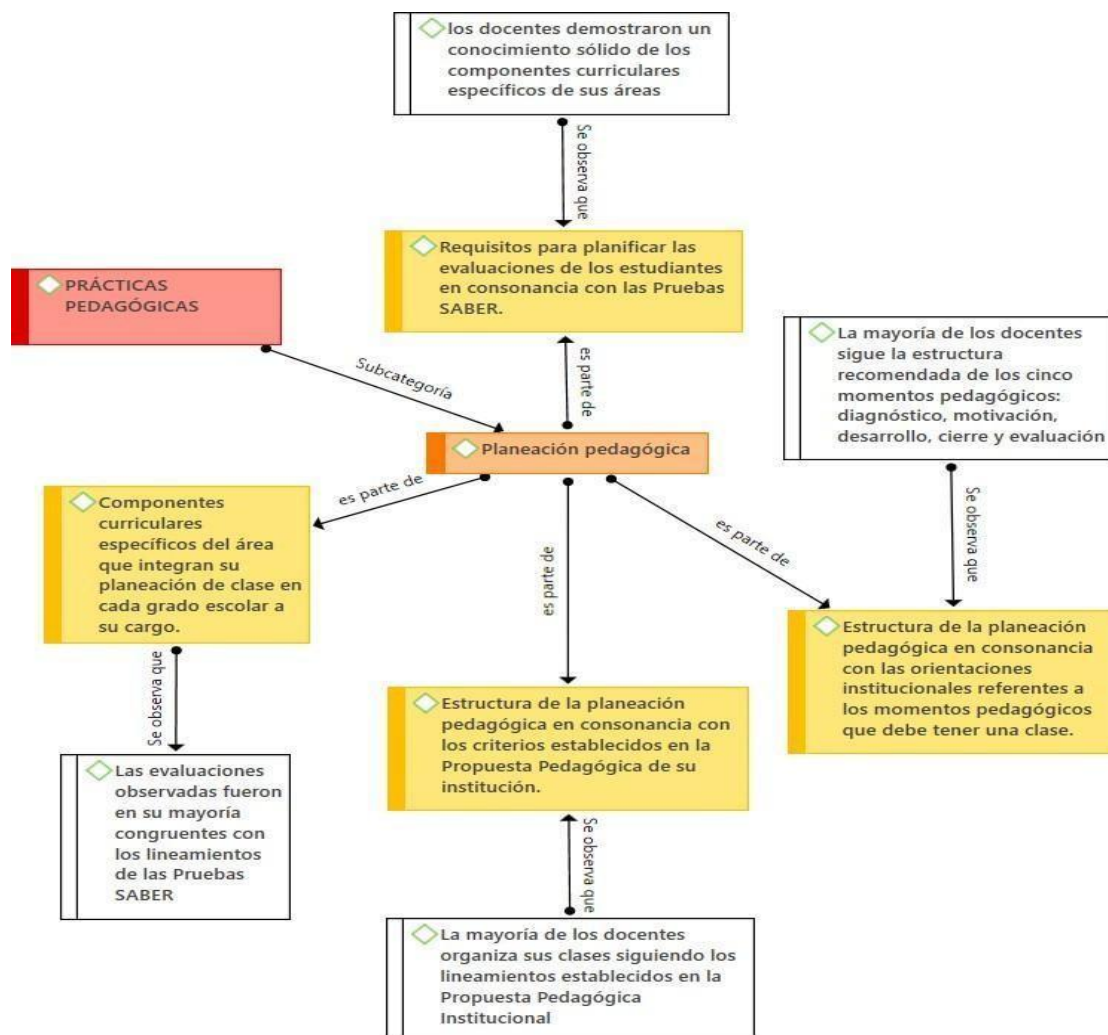 los docentes demostraron un
conocimiento sólido de los
componentes curriculares
específicos de sus áreas
Se observa que
Requisitos para planificar las
evaluaciones de los estudiantes
en consonancia con las Pruebas
SABER.
PRÁCTICAS
PEDAGÓGICAS
Subcategoría
es parte de
La mayoría de los docentes
sigue la estructura
recomendada de los cinco
momentos pedagógicos:
diagnóstico, motivación,
desarrollo, cierre y evaluación
Planeación pedagógica
es parte de
es parte de
es parte de
Se observa que
Componentes
curriculares
específicos del área
que integran su
planeación de clase en
cada grado escolar a
su cargo.
Estructura de la planeación
pedagógica en consonancia
con las orientaciones
institucionales referentes a
los momentos pedagógicos
que debe tener una clase.
Se observa que
Estructura de la planeación
pedagógica en consonancia con
los criterios establecidos en la
Propuesta Pedagógica de su
institución.
Las evaluaciones
observadas fueron
en su mayoría
congruentes con
los lineamientos
de las Pruebas
SABER
Se observa que
La mayoría de los docentes
organiza sus clases siguiendo los
lineamientos establecidos en la
Propuesta Pedagógica
Institucional